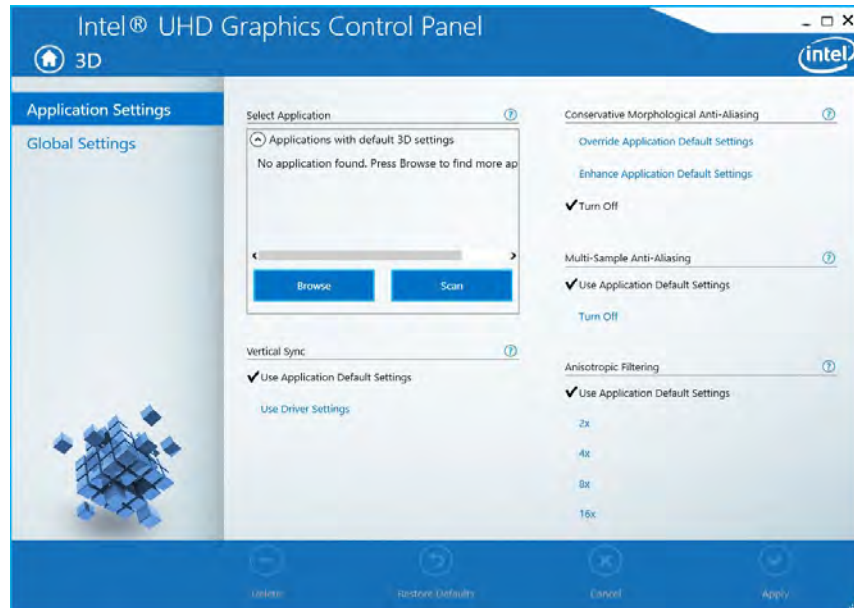 Intel® UHD Graphics Control Panel
3D
intel
Application Settings
Global Settings
Select Application
Applications with default 3D settings
No application found. Press Browse to find more ap
Browse
Scan
Vertical Sync
Use Application Default Settings
Use Driver Settings
Conservative Morphological Anti-Aliasing
Override Application Default Settings
Enhance Application Default Settings
Turn Off
Multi-Sample Anti-Aliasing
Use Application Default Settings
Turn Off
Anisotropic Filtering
Use Application Default Settings
2x
4x
8x
16x
Delete
Restore Defaults
Cancel
Apply